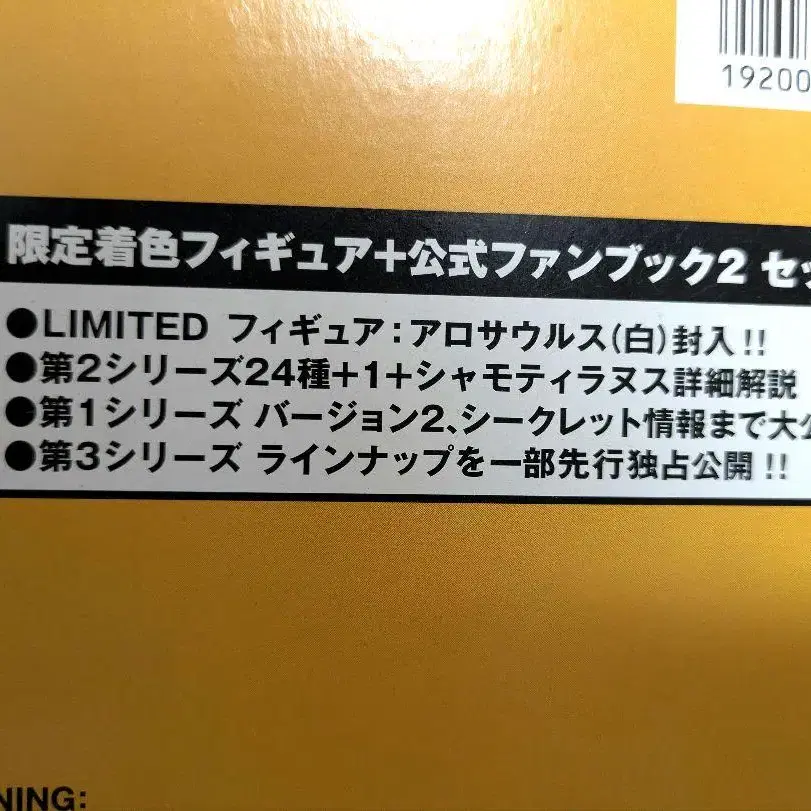 19200
限定着色フィギュア+公式ファンブック2 セッ
●LIMITED フィギュア:アロサウルス(白)封入!!
●第2シリーズ24種+1+シャモティラヌス詳細解説
●第1シリーズ バージョン2、シークレット情報まで大公
●第3シリーズ ラインナップを一部先行独占公開!!
NING: